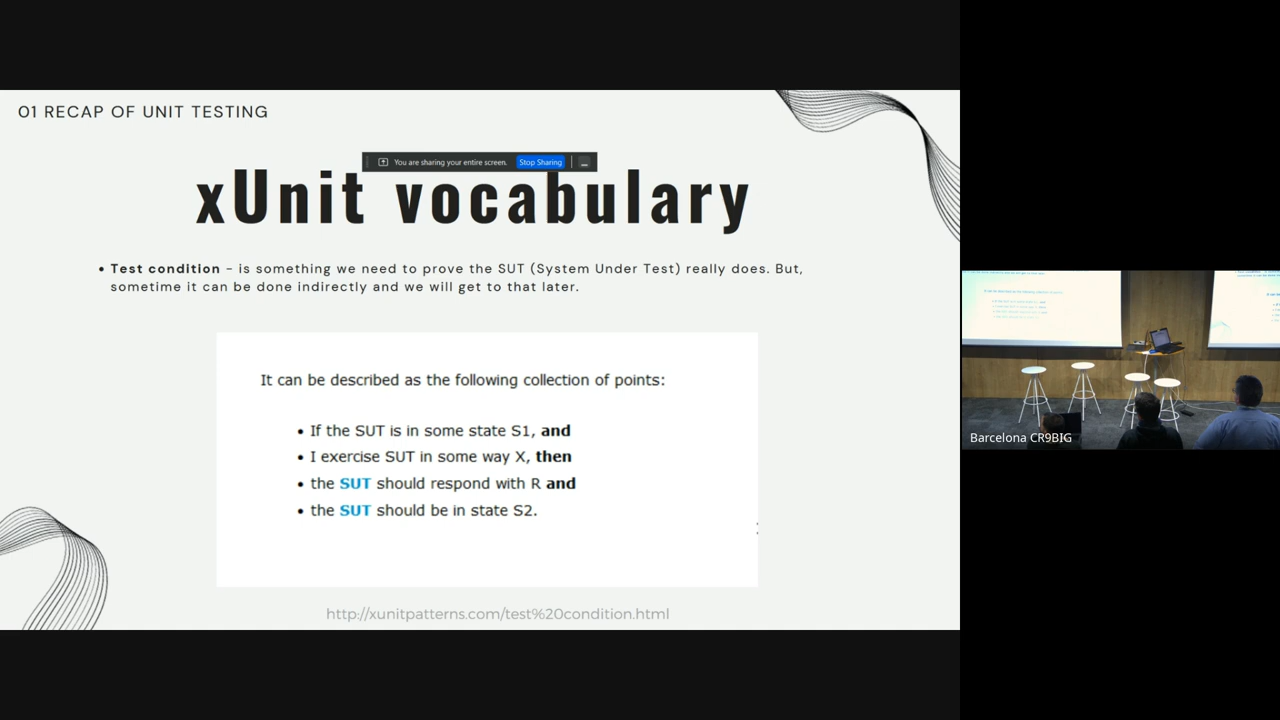 01 RECAP OF UNIT TESTING
You are sharing your entire screen. Stop Sharing
xUnit vocabulary
• Test condition - is something we need to prove the SUT (System Under Test) really does. But,
sometime it can be done indirectly and we will get to that later.
It can be described as the following collection of points:
• If the SUT is in some state S1, and
• I exercise SUT in some way X, then
• the SUT should respond with R and
• the SUT should be in state S2.
http://xunitpatterns.com/test%20condition.html
Barcelona CR9BIG